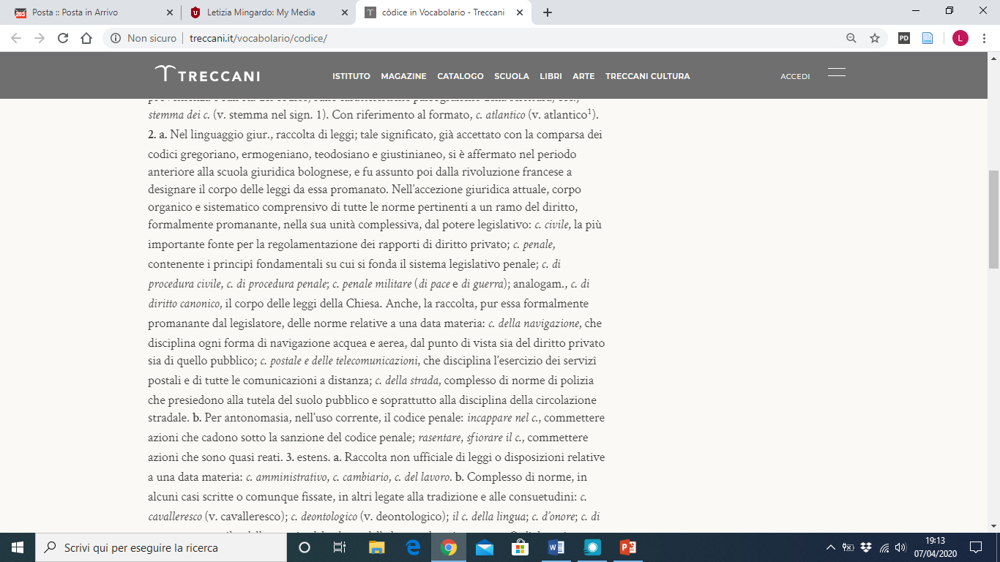 Posta :: Posta in Arrivo
Letizia Mingardo: My Media
còdice in Vocabolario - Treccani
Non sicuro treccani.it/vocabolario/codice/
PD
L
TRECCANI
ISTITUTO MAGAZINE CATALOGO SCUOLA LIBRI ARTE TRECCANI CULTURA
ACCEDI
stemma dei c. (v. stemma nel sign. 1). Con riferimento al formato, c. atlantico (v. atlantico1).
2. a. Nel linguaggio giur., raccolta di leggi; tale significato, già accettato con la comparsa dei
codici gregoriano, ermogeniano, teodosiano e giustinianeo, si è affermato nel periodo
anteriore alla scuola giuridica bolognese, e fu assunto poi dalla rivoluzione francese a
designare il corpo delle leggi da essa promanato. Nell’accezione giuridica attuale, corpo
organico e sistematico comprensivo di tutte le norme pertinenti a un ramo del diritto,
formalmente promanante, nella sua unità complessiva, dal potere legislativo: c. civile, la più
importante fonte per la regolamentazione dei rapporti di diritto privato; c. penale,
contenente i principî fondamentali su cui si fonda il sistema legislativo penale; c. di
procedura civile, c. di procedura penale; c. penale militare (di pace e di guerra); analogam., c. di
diritto canonico, il corpo delle leggi della Chiesa. Anche, la raccolta, pur essa formalmente
promanante dal legislatore, delle norme relative a una data materia: c. della navigazione, che
disciplina ogni forma di navigazione acquea e aerea, dal punto di vista sia del diritto privato
sia di quello pubblico; c. postale e delle telecomunicazioni, che disciplina l’esercizio dei servizî
postali e di tutte le comunicazioni a distanza; c. della strada, complesso di norme di polizia
che presiedono alla tutela del suolo pubblico e soprattutto alla disciplina della circolazione
stradale. b. Per antonomasia, nell’uso corrente, il codice penale: incappare nel c., commettere
azioni che cadono sotto la sanzione del codice penale; rasentare, sfiorare il c., commettere
azioni che sono quasi reati. 3. estens. a. Raccolta non ufficiale di leggi o disposizioni relative
a una data materia: c. amministrativo, c. cambiario, c. del lavoro. b. Complesso di norme, in
alcuni casi scritte o comunque fissate, in altri legate alla tradizione e alle consuetudini: c.
cavalleresco (v. cavalleresco); c. deontologico (v. deontologico); il c. della lingua; c. d’onore; c. di
Scrivi qui per eseguire la ricerca
19:13
07/04/2020